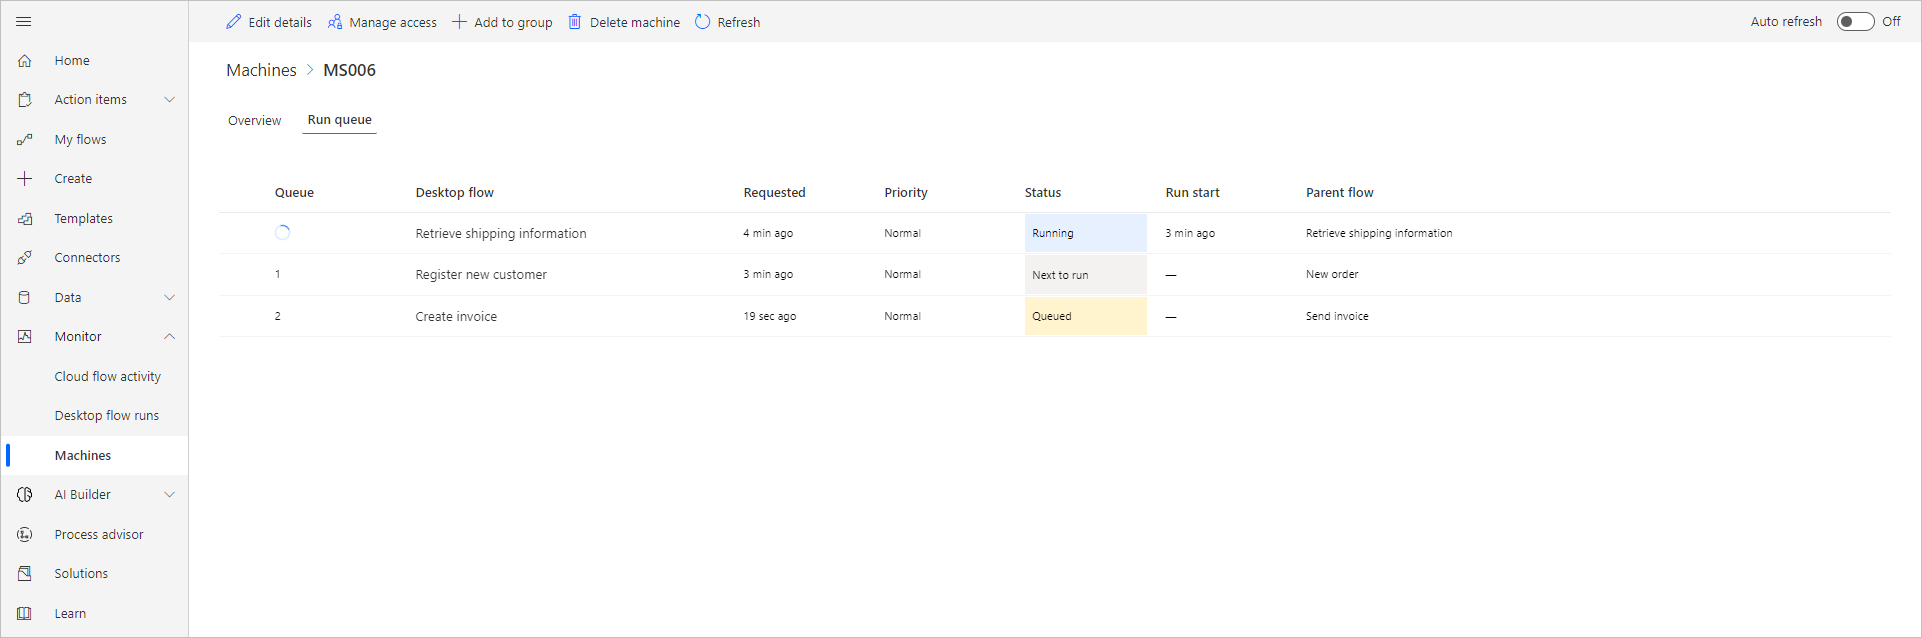 Edit details Manage access Add to group Delete machine Refresh Auto refresh Off
Home
Action items
My flows
Create
Templates
Connectors
Data
Monitor
Cloud flow activity
Desktop flow runs
Machines
AI Builder
Process advisor
Solutions
Learn
Machines > MS006
Overview Run queue
Queue Desktop flow Requested Priority Status Run start Parent flow
Retrieve shipping information 4 min ago Normal Running 3 min ago Retrieve shipping information
1 Register new customer 3 min ago Normal Next to run — New order
2 Create invoice 19 sec ago Normal Queued — Send invoice